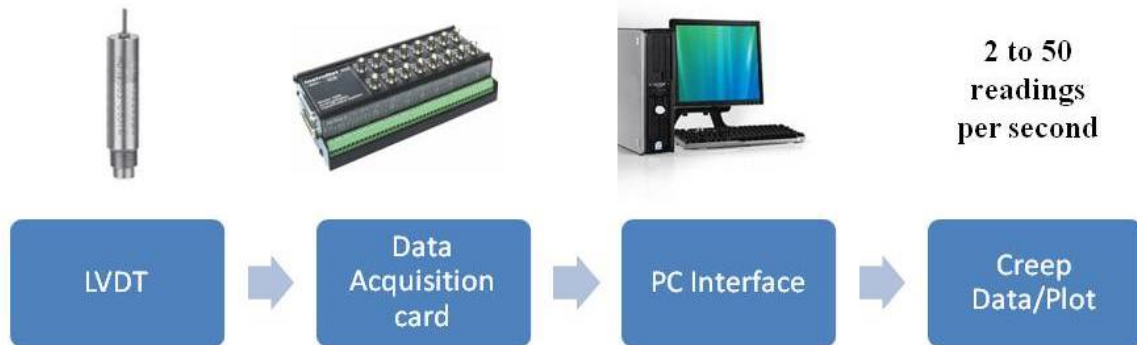 2 to 50
readings
per second
LVDT
Data
Acquisition
card
PC Interface
Creep
Data/Plot